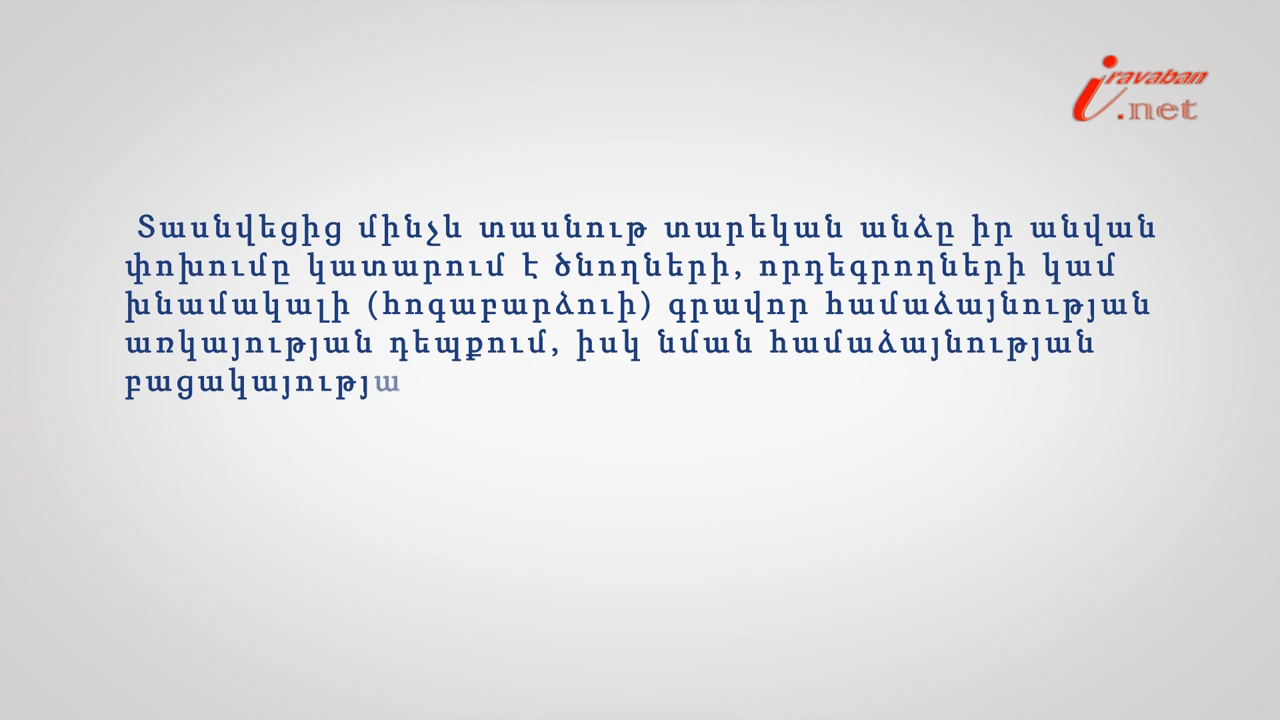 iravaban
.net
Տասնվեցից մինչև տասնութ տարեկան անձը իր անվան
փոխումը կատարում է ծնողների, որդեգրողների կամ
խնամակալի (հոգաբարձուի) գրավոր համաձայնության
առկայության դեպքում, իսկ նման համաձայնության
բացակայությա